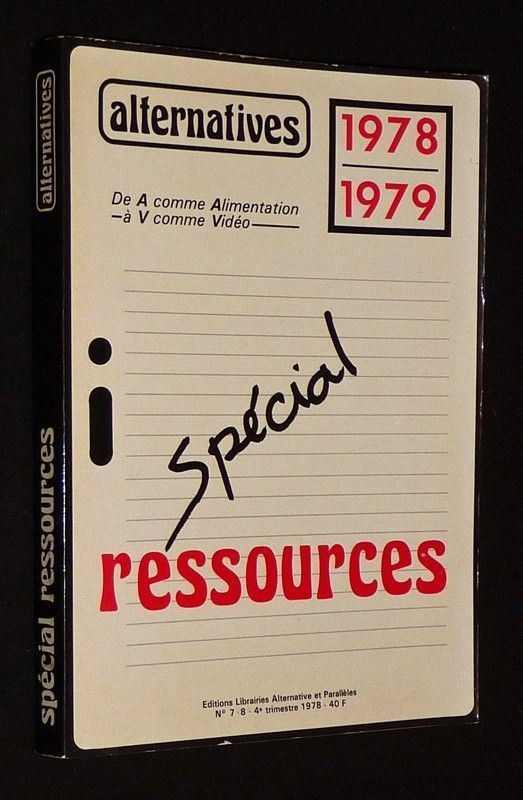 alternatives
spécial ressources
alternatives
1978
1979
De A comme Alimentation
–à V comme Vidéo–
i
Spécial
ressources
Editions Librairies Alternative et Parallèles
N° 7-8 - 4e trimestre 1978 - 40 F